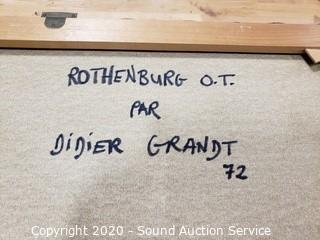 ROTHENBURG O.T.
PAR
DiDiER GRANDT
72
Copyright 2020 - Sound Auction Service